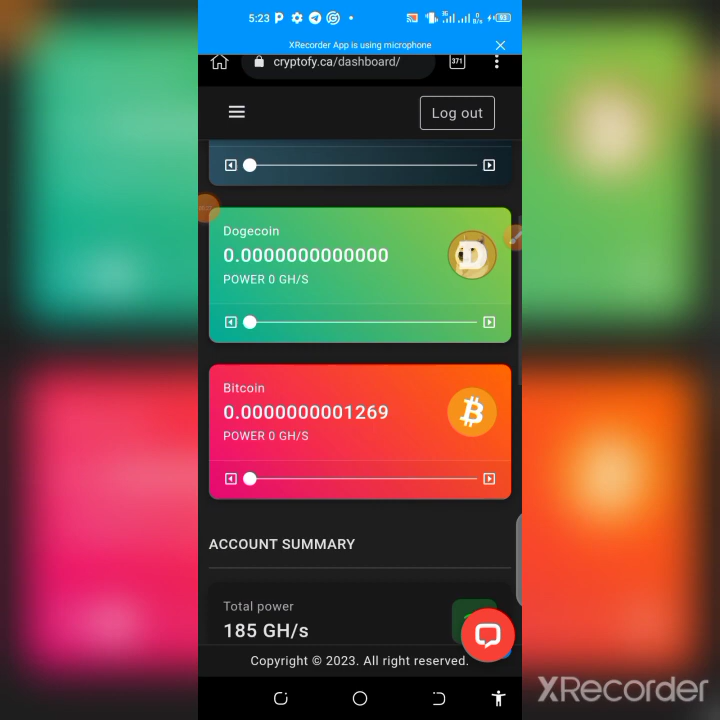 5:23
XRecorder App is using microphone
cryptofy.ca/dashboard/
371
Log out
Dogecoin
0.0000000000000
POWER 0 GH/S
Bitcoin
0.0000000001269
POWER 0 GH/S
ACCOUNT SUMMARY
Total power
185 GH/s
Copyright © 2023. All right reserved.
XRecorder